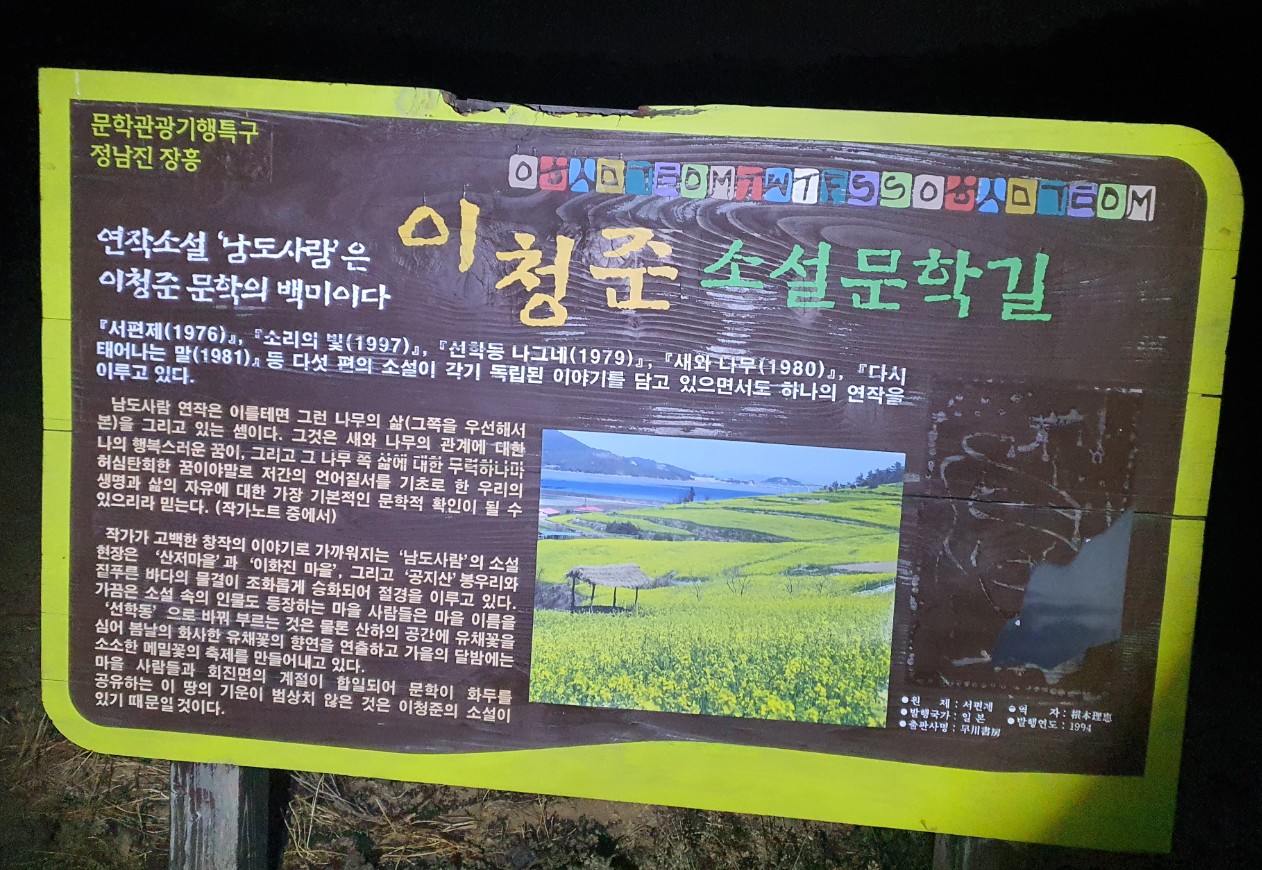 문학관광기행특구
정남진 장흥
연작소설 '남도사람'은
이청준 문학의 백미이다
이청준 소설문학길
『서편제(1976)』, 『소리의 빛(1997)』, 『선학동 나그네(1979)』, 『새와 나무(1980)』, 『다시
태어나는 말(1981)』 등 다섯 편의 소설이 각기 독립된 이야기를 담고 있으면서도 하나의 연작을
이루고 있다.
남도사람 연작은 이를테면 그런 나무의 삶(그쪽을 우선해서
본)을 그리고 있는 셈이다. 그것은 새와 나무의 관계에 대한
나의 행복스러운 꿈이, 그리고 그 나무 쪽 삶에 대한 무력하나마
허심탄회한 꿈이야말로 저간의 언어질서를 기초로 한 우리의
생명과 삶의 자유에 대한 가장 기본적인 문학적 확인이 될 수
있으리라 믿는다. (작가노트 중에서)
작가가 고백한 창작의 이야기로 가까워지는 '남도사람'의 소설
현장은 '산저마을'과 '이회진 마을', 그리고 '공지산' 봉우리와
짙푸른 바다의 물결이 조화롭게 승화되어 절경을 이루고 있다.
가끔은 소설 속의 인물도 등장하는 마을 사람들은 마을 이름을
'선학동' 으로 바꿔 부르는 것은 물론 산하의 공간에 유채꽃을
심어 봄날의 화사한 유채꽃의 향연을 연출하고 가을의 달밤에는
소소한 메밀꽃의 축제를 만들어내고 있다.
마을 사람들과 회진면의 계절이 합일되어 문학이 화두를
공유하는 이 땅의 기운이 범상치 않은 것은 이청준의 소설이
있기 때문일 것이다.
●원 제 : 서편제 ●역 자 : 根本理恵
●발행국가 : 일 본 ●발행연도 : 1994
●출판사명 : 早川書房